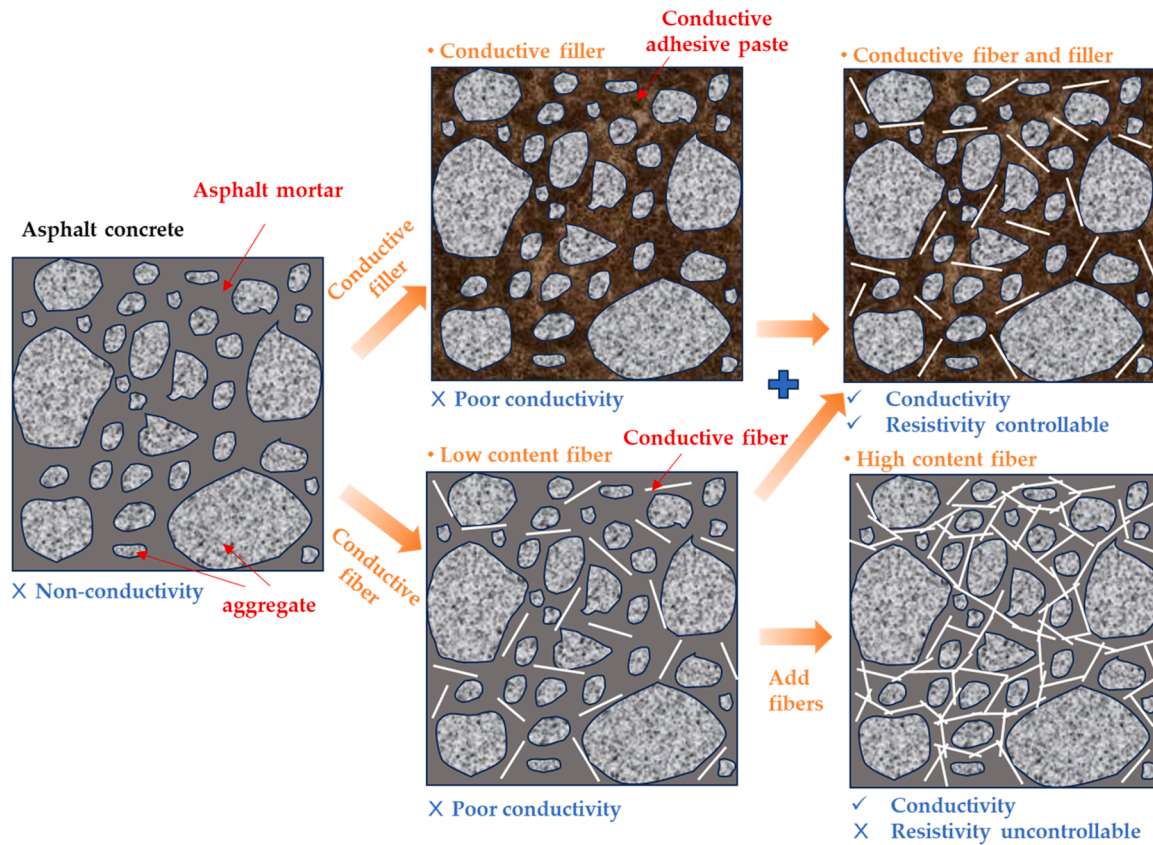 Asphalt concrete
Asphalt mortar
X Non-conductivity
aggregate
Conductive
filler
Conductive
fiber
• Conductive filler
Conductive
adhesive paste
X Poor conductivity
• Low content fiber
Conductive fiber
X Poor conductivity
Add
fibers
• Conductive fiber and filler
✓ Conductivity
✓ Resistivity controllable
• High content fiber
✓ Conductivity
X Resistivity uncontrollable